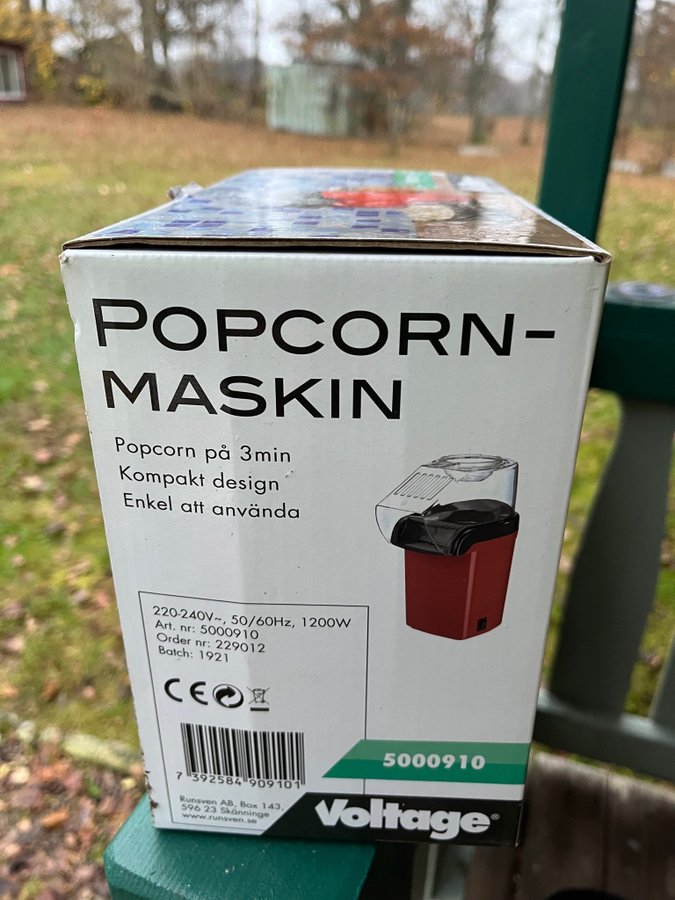 POPCORN-
MASKIN
Popcorn på 3min
Kompakt design
Enkel att använda
220-240V~, 50/60Hz, 1200W
Art. nr: 5000910
Order nr: 229012
Batch: 1921
CE
7 392584 909101
5000910
Runsven AB, Box 143,
596 23 Skänninge
www.runsven.se
Voltage®